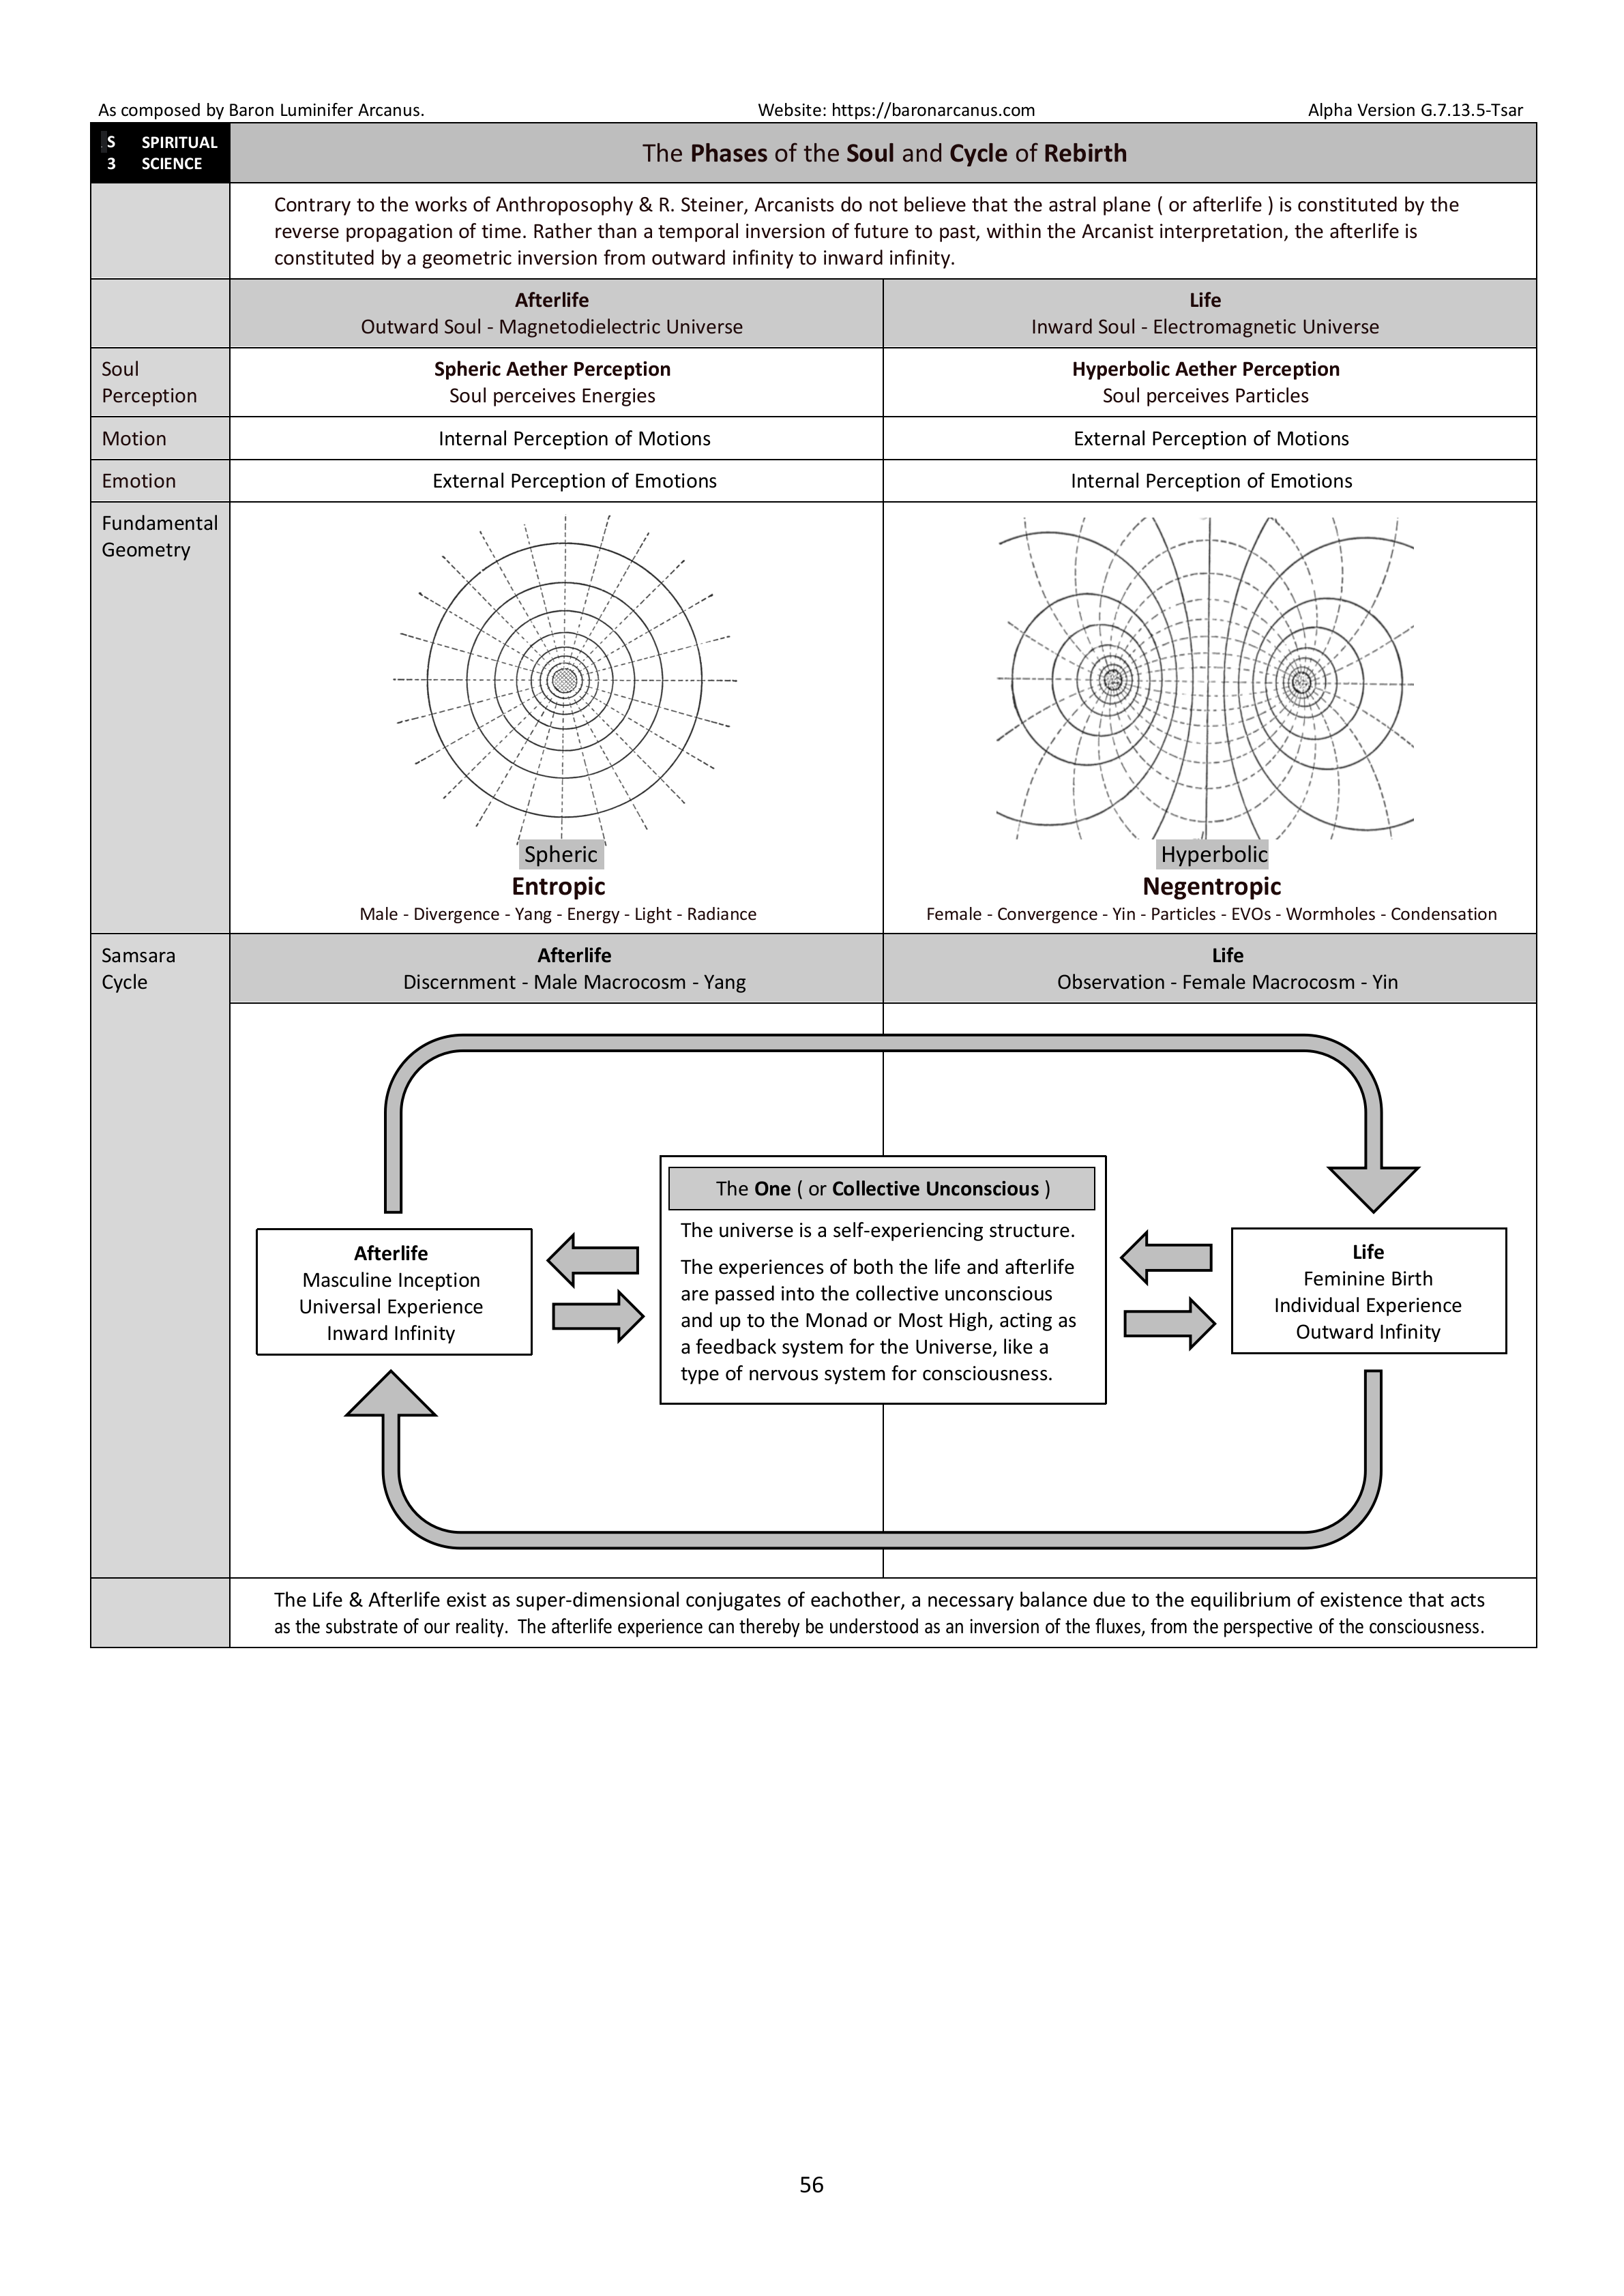 As composed by Baron Luminifer Arcanus. Website: https://baronarcanus.com Alpha Version G.7.13.5-Tsar
S SPIRITUAL
3 SCIENCE
The Phases of the Soul and Cycle of Rebirth
Contrary to the works of Anthroposophy & R. Steiner, Arcanists do not believe that the astral plane ( or afterlife ) is constituted by the
reverse propagation of time. Rather than a temporal inversion of future to past, within the Arcanist interpretation, the afterlife is
constituted by a geometric inversion from outward infinity to inward infinity.
Afterlife
Outward Soul - Magnetodielectric Universe
Life
Inward Soul - Electromagnetic Universe
Soul
Perception
Spheric Aether Perception
Soul perceives Energies
Hyperbolic Aether Perception
Soul perceives Particles
Motion
Internal Perception of Motions
External Perception of Motions
Emotion
External Perception of Emotions
Internal Perception of Emotions
Fundamental
Geometry
Spheric
Entropic
Male - Divergence - Yang - Energy - Light - Radiance
Hyperbolic
Negentropic
Female - Convergence - Yin - Particles - EVOs - Wormholes - Condensation
Samsara
Cycle
Afterlife
Discernment - Male Macrocosm - Yang
Life
Observation - Female Macrocosm - Yin
Afterlife
Masculine Inception
Universal Experience
Inward Infinity
The One ( or Collective Unconscious )
The universe is a self-experiencing structure.
The experiences of both the life and afterlife
are passed into the collective unconscious
and up to the Monad or Most High, acting as
a feedback system for the Universe, like a
type of nervous system for consciousness.
Life
Feminine Birth
Individual Experience
Outward Infinity
The Life & Afterlife exist as super-dimensional conjugates of eachother, a necessary balance due to the equilibrium of existence that acts
as the substrate of our reality. The afterlife experience can thereby be understood as an inversion of the fluxes, from the perspective of the consciousness.
56